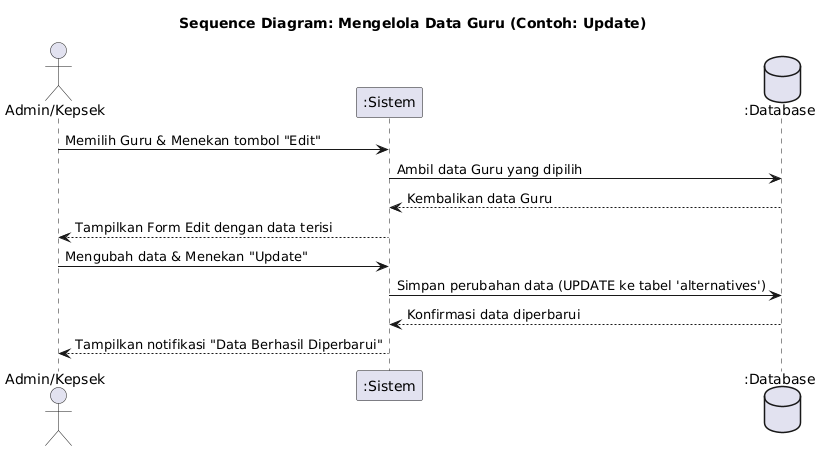 Sequence Diagram: Mengelola Data Guru (Contoh: Update)
Admin/Kepsek
:Sistem
:Database
Memilih Guru & Menekan tombol "Edit"
Ambil data Guru yang dipilih
Kembalikan data Guru
Tampilkan Form Edit dengan data terisi
Mengubah data & Menekan "Update"
Simpan perubahan data (UPDATE ke tabel 'alternatives')
Konfirmasi data diperbarui
Tampilkan notifikasi "Data Berhasil Diperbarui"
Admin/Kepsek
:Sistem
:Database